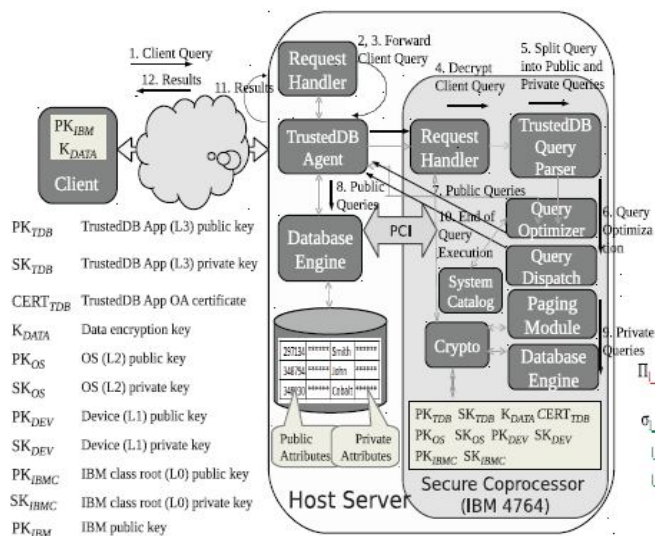 1. Client Query
12. Results
11. Results
2, 3. Forward
Client Query
Request
Handler
TrustedDB
Agent
Database
Engine
8. Public
Queries
PCI
4. Decrypt
Client Query
5. Split Query
into Public and
Private Queries
Request
Handler
TrustedDB
Query
Parser
7. Public Queries
10. End of
Query
Execution
Query
Optimizer
6. Query
Optimiza
tion
Query
Dispatch
System
Catalog
Paging
Module
Crypto
Database
Engine
9. Private
Queries
PK_IBM
K_DATA
Client
PK_TDB TrustedDB App (L3) public key
SK_TDB TrustedDB App (L3) private key
CERT_TDB TrustedDB App OA certificate
K_DATA Data encryption key
PK_OS OS (L2) public key
SK_OS OS (L2) private key
PK_DEV Device (L1) public key
SK_DEV Device (L1) private key
PK_IBMC IBM class root (L0) public key
SK_IBMC IBM class root (L0) private key
PK_IBM IBM public key
****** Smith ******
****** John ******
****** Cobalt ******
Public
Attributes
Private
Attributes
Host Server
PK_TDB SK_TDB K_DATA CERT_TDB
PK_OS SK_OS PK_DEV SK_DEV
PK_IBMC SK_IBMC
Secure Coprocessor
(IBM 4764)
Π
σ